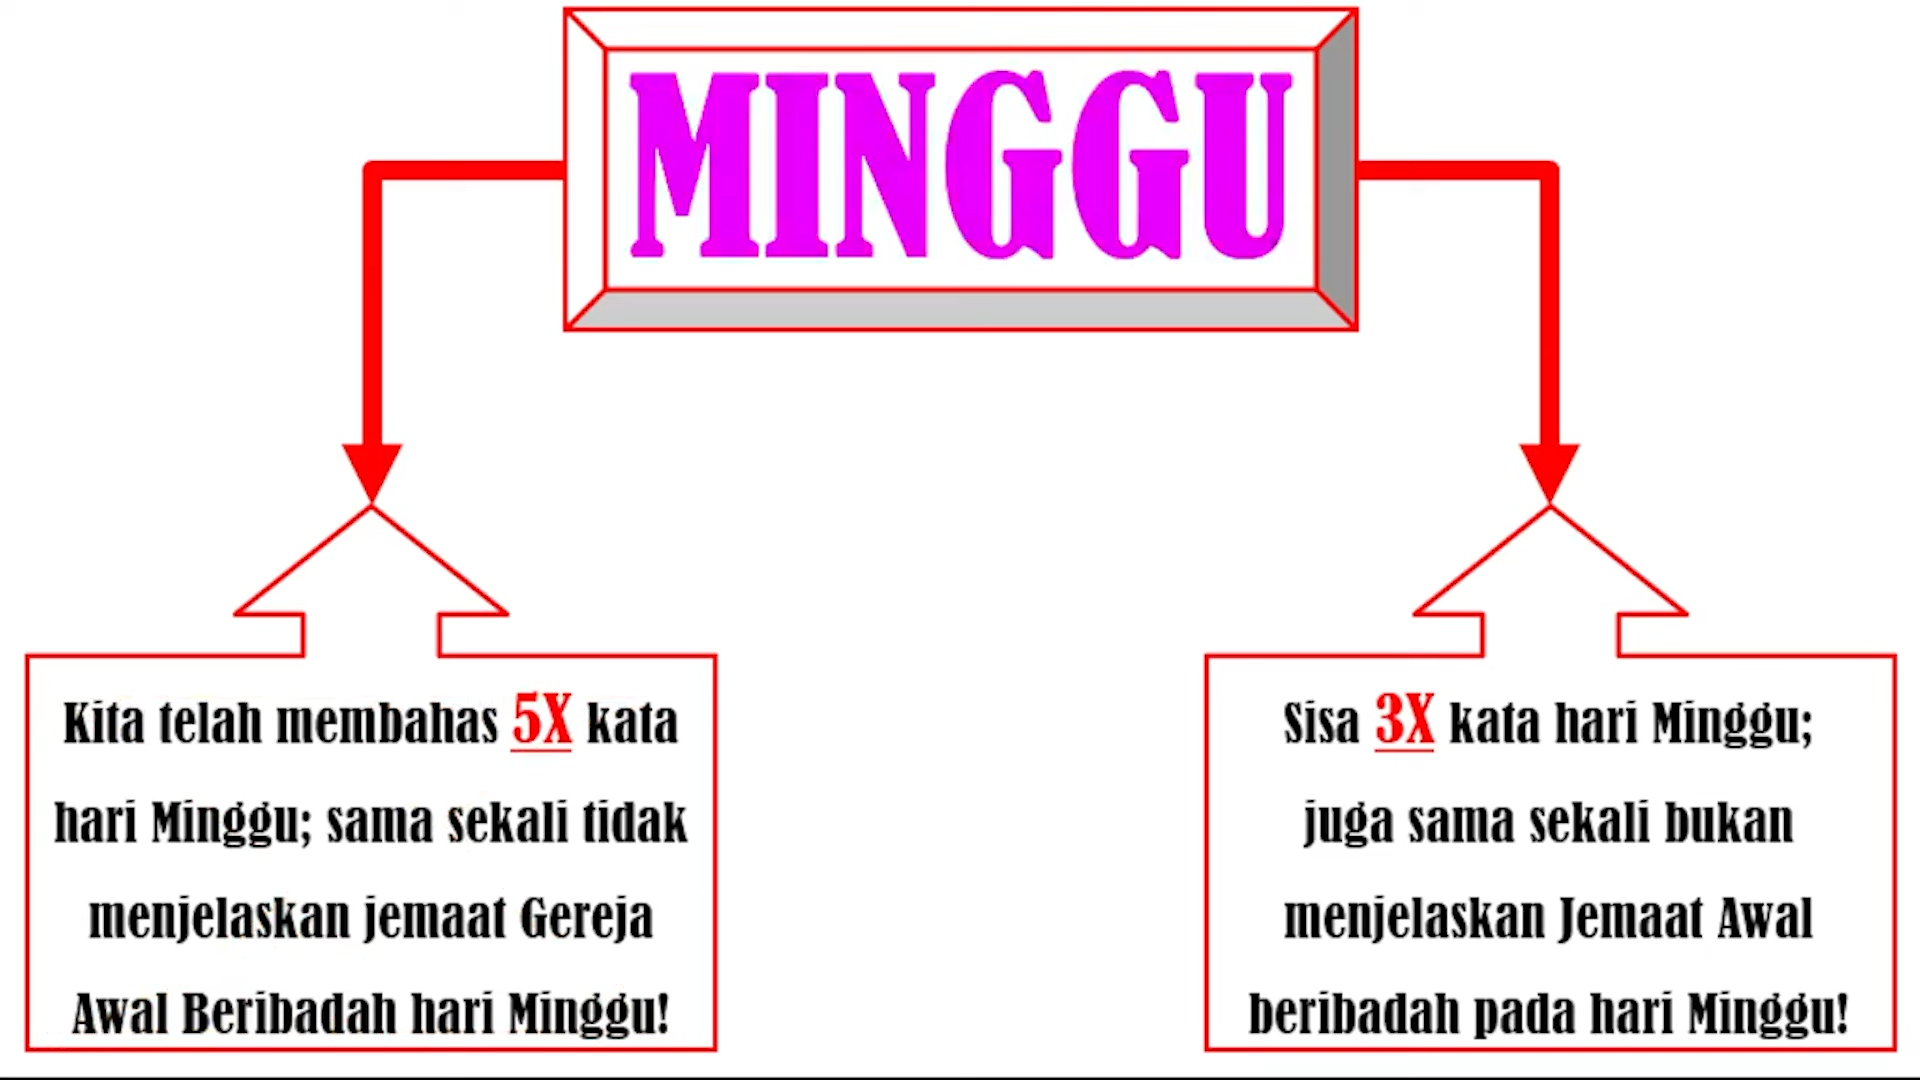 MINGGU
Kita telah membahas 5X kata
hari Minggu; sama sekali tidak
menjelaskan jemaat Gereja
Awal Beribadah hari Minggu!
Sisa 3X kata hari Minggu;
juga sama sekali bukan
menjelaskan Jemaat Awal
beribadah pada hari Minggu!